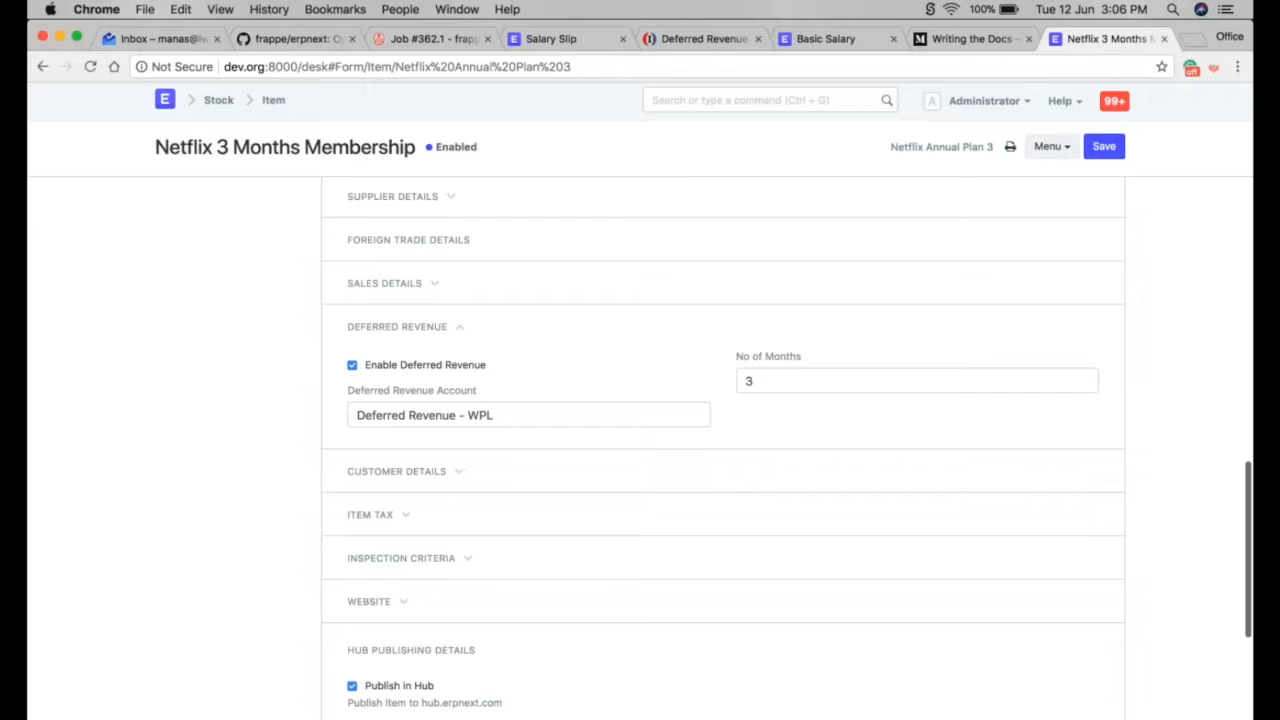 Chrome File Edit View History Bookmarks People Window Help 100% Tue 12 Jun 3:06 PM
Inbox – manas@iw × frappe/erpnext: Op × Job #362.1 - frap × Salary Slip × Deferred Revenue × Basic Salary × Writing the Docs – × Netflix 3 Months M × Office
Not Secure dev.org:8000/desk#Form/Item/Netflix%20Annual%20Plan%203 off
E Stock Item Search or type a command (Ctrl + G) A Administrator Help 99+
Netflix 3 Months Membership Enabled Netflix Annual Plan 3 Menu Save
SUPPLIER DETAILS
FOREIGN TRADE DETAILS
SALES DETAILS
DEFERRED REVENUE
Enable Deferred Revenue
Deferred Revenue Account
Deferred Revenue - WPL
No of Months
3
CUSTOMER DETAILS
ITEM TAX
INSPECTION CRITERIA
WEBSITE
HUB PUBLISHING DETAILS
Publish in Hub
Publish Item to hub.erpnext.com